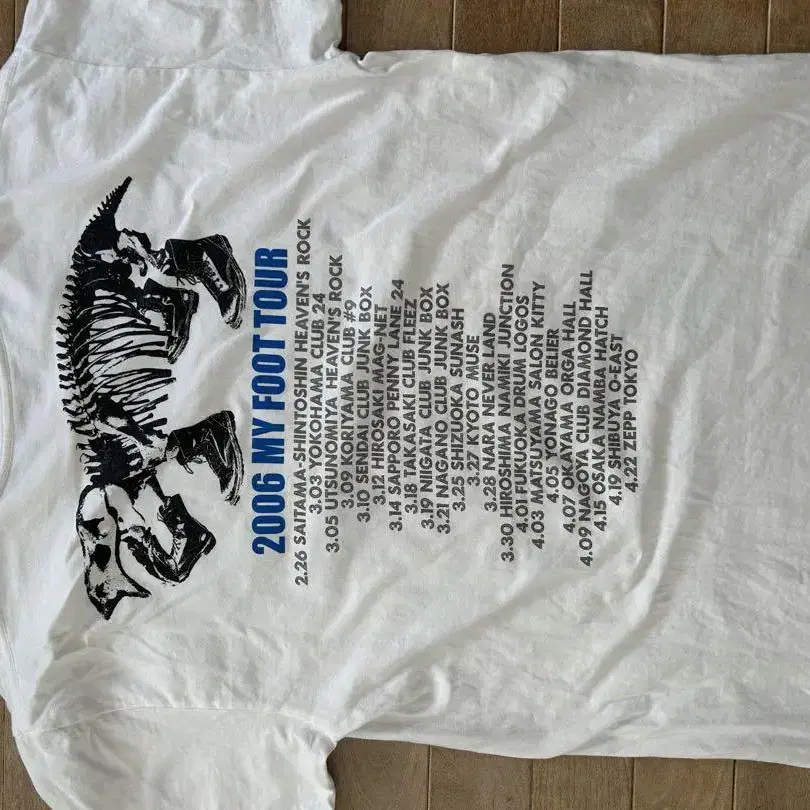 2006 MY FOOT TOUR
2.26 SAITAMA-SHINTOSHIN HEAVEN'S ROCK
3.03 YOKOHAMA CLUB 24
3.05 UTSUNOMIYA HEAVEN'S ROCK
3.09 KORIYAMA CLUB #9
3.10 SENDAI CLUB JUNK BOX
3.12 HIROSAKI MAG-NET
3.14 SAPPORO PENNY LANE 24
3.18 TAKASAKI CLUB FLEEZ
3.19 NIIGATA CLUB JUNK BOX
3.21 NAGANO CLUB JUNK BOX
3.25 SHIZUOKA SUNASH
3.27 KYOTO MUSE
3.28 NARA NEVER LAND
3.30 HIROSHIMA NAMIKI JUNCTION
4.01 FUKUOKA DRUM LOGOS
4.03 MATSUYAMA SALON KITTY
4.05 YONAGO BELIER
4.07 OKAYAMA ORGA HALL
4.09 NAGOYA CLUB DIAMOND HALL
4.15 OSAKA NAMBA HATCH
4.19 SHIBUYA O-EAST
4.22 ZEPP TOKYO